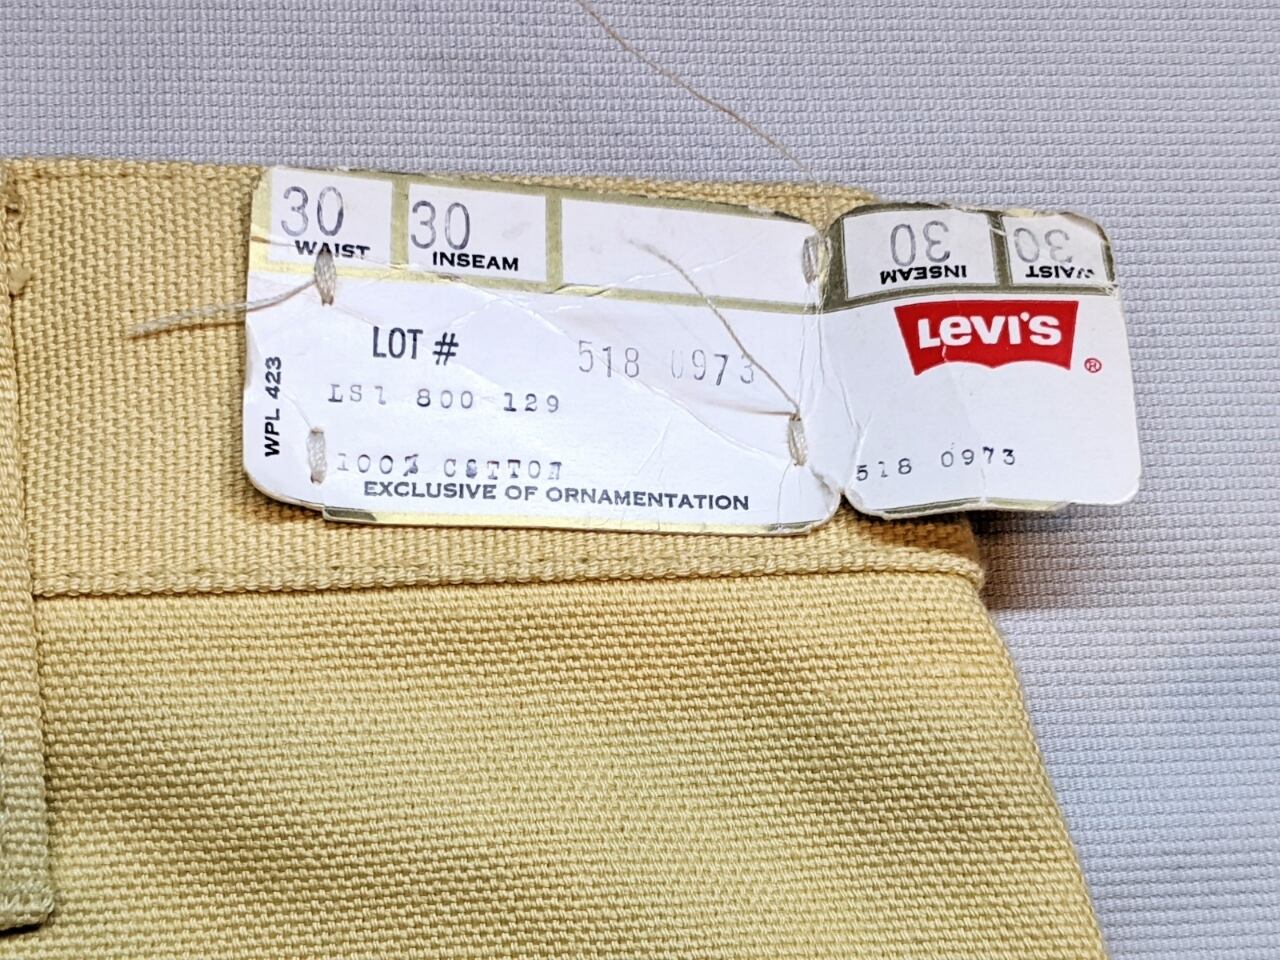 30 30
WAIST INSEAM
LOT # 518 0973
LS1 800 129
100% COTTON
EXCLUSIVE OF ORNAMENTATION
WPL 423
30 30
INSEAM WAIST
LEVI'S ®
518 0973